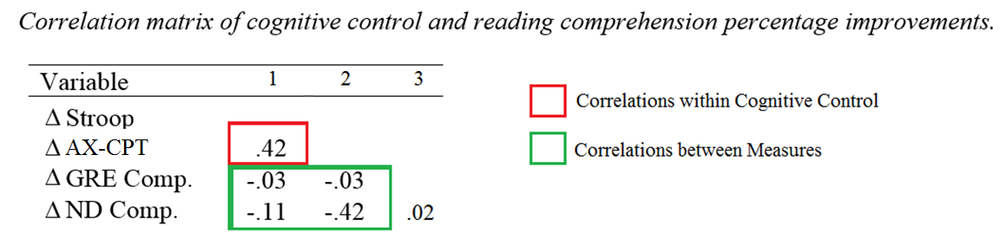 Correlation matrix of cognitive control and reading comprehension percentage improvements.
Variable 1 2 3
Δ Stroop
Δ AX-CPT .42
Δ GRE Comp. -.03 -.03
Δ ND Comp. -.11 -.42 .02
Correlations within Cognitive Control
Correlations between Measures